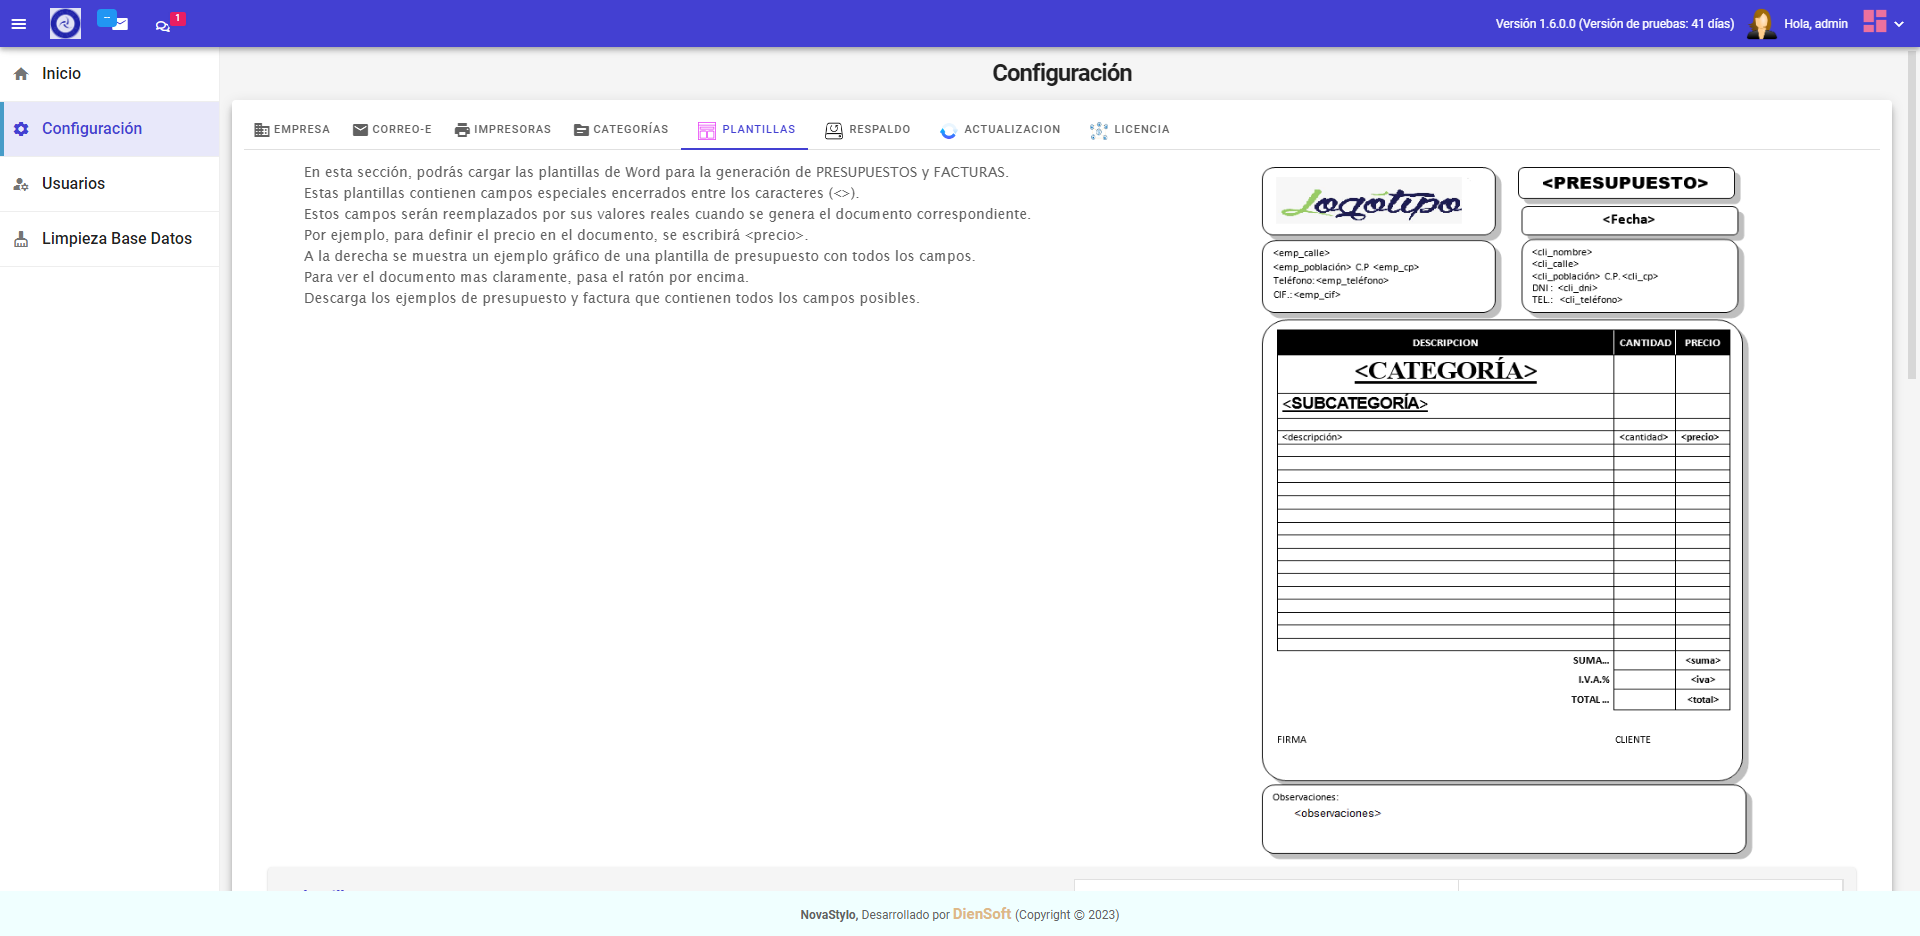 --
1
Versión 1.6.0.0 (Versión de pruebas: 41 días)
Hola, admin
Inicio
Configuración
Usuarios
Limpieza Base Datos
Configuración
EMPRESA
CORREO-E
IMPRESORAS
CATEGORÍAS
PLANTILLAS
RESPALDO
ACTUALIZACION
LICENCIA
En esta sección, podrás cargar las plantillas de Word para la generación de PRESUPUESTOS y FACTURAS.
Estas plantillas contienen campos especiales encerrados entre los caracteres (<>).
Estos campos serán reemplazados por sus valores reales cuando se genera el documento correspondiente.
Por ejemplo, para definir el precio en el documento, se escribirá <precio>.
A la derecha se muestra un ejemplo gráfico de una plantilla de presupuesto con todos los campos.
Para ver el documento mas claramente, pasa el ratón por encima.
Descarga los ejemplos de presupuesto y factura que contienen todos los campos posibles.
Logotipo
<PRESUPUESTO>
<Fecha>
<emp_calle>
<emp_población> C.P <emp_cp>
Teléfono:<emp_teléfono>
CIF.:<emp_cif>
<cli_nombre>
<cli_calle>
<cli_población> C.P.<cli_cp>
DNI : <cli_dni>
TEL.: <cli_teléfono>
DESCRIPCION CANTIDAD PRECIO
<CATEGORÍA>
<SUBCATEGORÍA>
<descripción> <cantidad> <precio>
SUMA... <suma>
I.V.A.% <iva>
TOTAL ... <total>
FIRMA CLIENTE
Observaciones:
<observaciones>
NovaStylo, Desarrollado por DienSoft (Copyright © 2023)